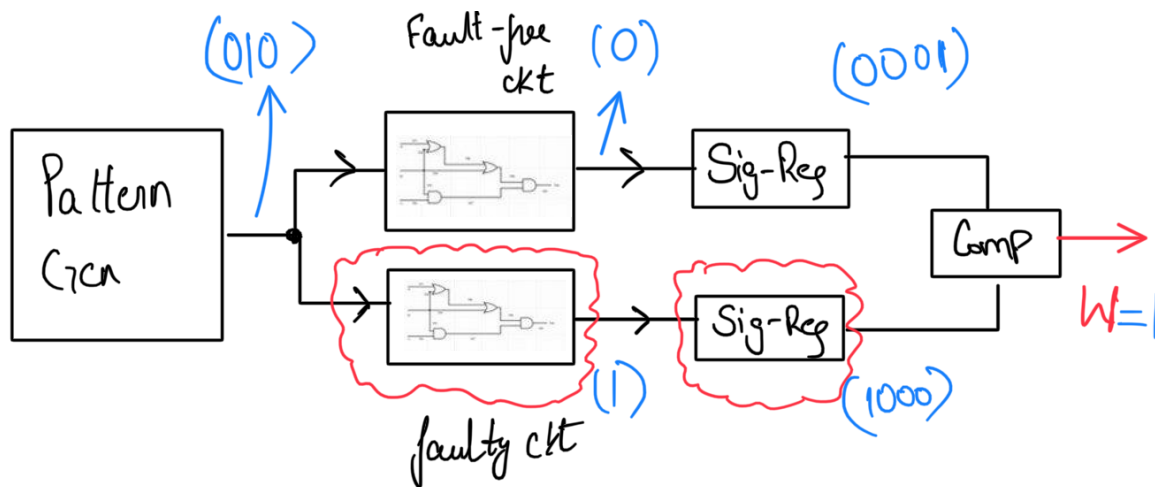 (010)
Fault-free
ckt
(0)
(0001)
Pattern
Gen
Sig-Reg
Comp
W=1
Sig-Reg
(1)
(1000)
faulty ckt